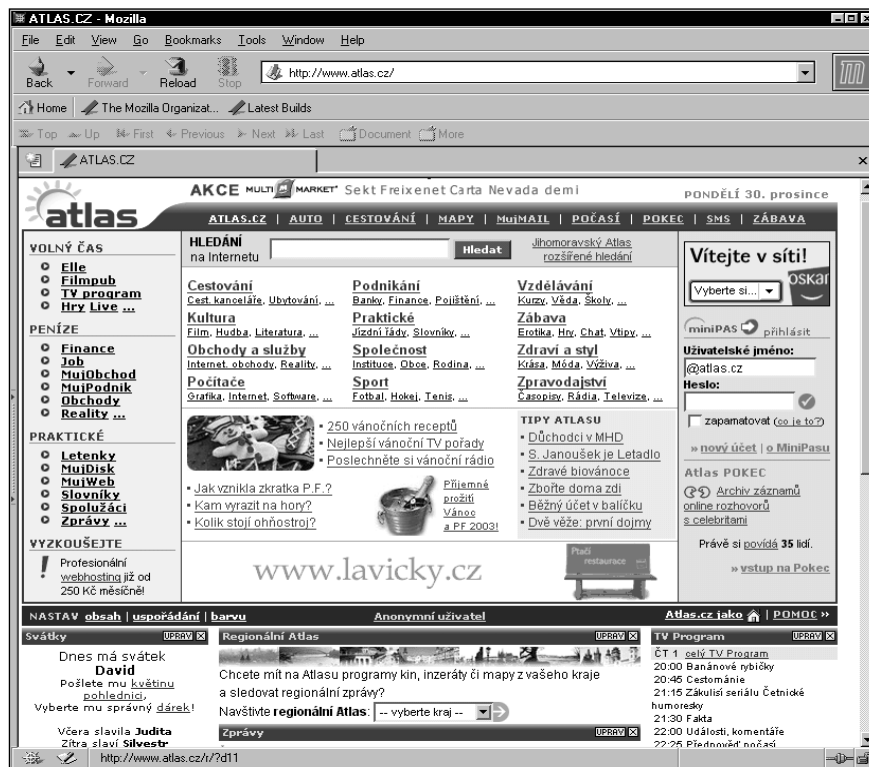 ATLAS.CZ - Mozilla
File Edit View Go Bookmarks Tools Window Help
Back Forward Reload Stop http://www.atlas.cz/
Home The Mozilla Organizat... Latest Builds
Top Up First Previous Next Last Document More
ATLAS.CZ
AKCE MULTI MARKET Sekt Freixenet Carta Nevada demi
PONDĚLÍ 30. prosince
atlas
ATLAS.CZ | AUTO | CESTOVÁNÍ | MAPY | MujMAIL | POČASÍ | POKEC | SMS | ZÁBAVA
VOLNÝ ČAS
Elle
Filmpub
TV program
Hry Live ...
PENÍZE
Finance
Job
MujObchod
MujPodnik
Obchody
Reality ...
PRAKTICKÉ
Letenky
MujDisk
MujWeb
Slovníky
Spolužáci
Zprávy ...
VYZKOUŠEJTE
! Profesionální
webhosting již od
250 Kč měsíčně!
HLEDÁNÍ
na Internetu
Hledat
Jihomoravský Atlas
rozšířené hledání
Cestování
Cest. kanceláře, Ubytování, ...
Kultura
Film, Hudba, Literatura, ...
Obchody a služby
Internet. obchody, Reality, ...
Počítače
Grafika, Internet, Software, ...
Podnikání
Banky, Finance, Pojištění, ...
Praktické
Jízdní řády, Slovníky, ...
Společnost
Instituce, Obce, Rodina, ...
Sport
Fotbal, Hokej, Tenis, ...
Vzdělávání
Kurzy, Věda, Školy, ...
Zábava
Erotika, Hry, Chat, Vtipy, ...
Zdraví a styl
Krása, Móda, Výživa, ...
Zpravodajství
Časopisy, Rádia, Televize, ...
250 vánočních receptů
Nejlepší vánoční TV pořady
Poslechněte si vánoční rádio
Jak vznikla zkratka P.F.?
Kam vyrazit na hory?
Kolik stojí ohňostroj?
Příjemné
prožití
Vánoc
a PF 2003!
TIPY ATLASU
Důchodci v MHD
S. Janoušek je Letadlo
Zdravé biovánoce
Zbořte doma zdi
Běžný účet v balíčku
Dvě věže: první dojmy
www.lavicky.cz
Ptačí
restaurace
Vítejte v síti!
Vyberte si...
oskar
miniPAS přihlásit
Uživatelské jméno:
@atlas.cz
Heslo:
zapamatovat (co je to?)
» nový účet | o MiniPasu
Atlas POKEC
Archiv záznamů
online rozhovorů
s celebritami
Právě si povídá 35 lidí.
» vstup na Pokec
NASTAV obsah | uspořádání | barvu
Anonymní uživatel
Atlas.cz jako | POMOC »
Svátky UPRAV
Dnes má svátek
David
Pošlete mu květinu
pohlednici,
Vyberte mu správný dárek!
Včera slavila Judita
Zítra slaví Silvestr
Regionální Atlas UPRAV
Chcete mít na Atlasu programy kin, inzeráty či mapy z vašeho kraje
a sledovat regionální zprávy?
Navštivte regionální Atlas: -- vyberte kraj --
Zprávy UPRAV
TV Program UPRAV
ČT 1 celý TV Program
20:00 Banánové rybičky
20:45 Cestománie
21:15 Zákulisí seriálu Četnické
humoresky
21:30 Fakta
22:00 Události, komentáře
22:25 Předpověď počasí
http://www.atlas.cz/r/?d11